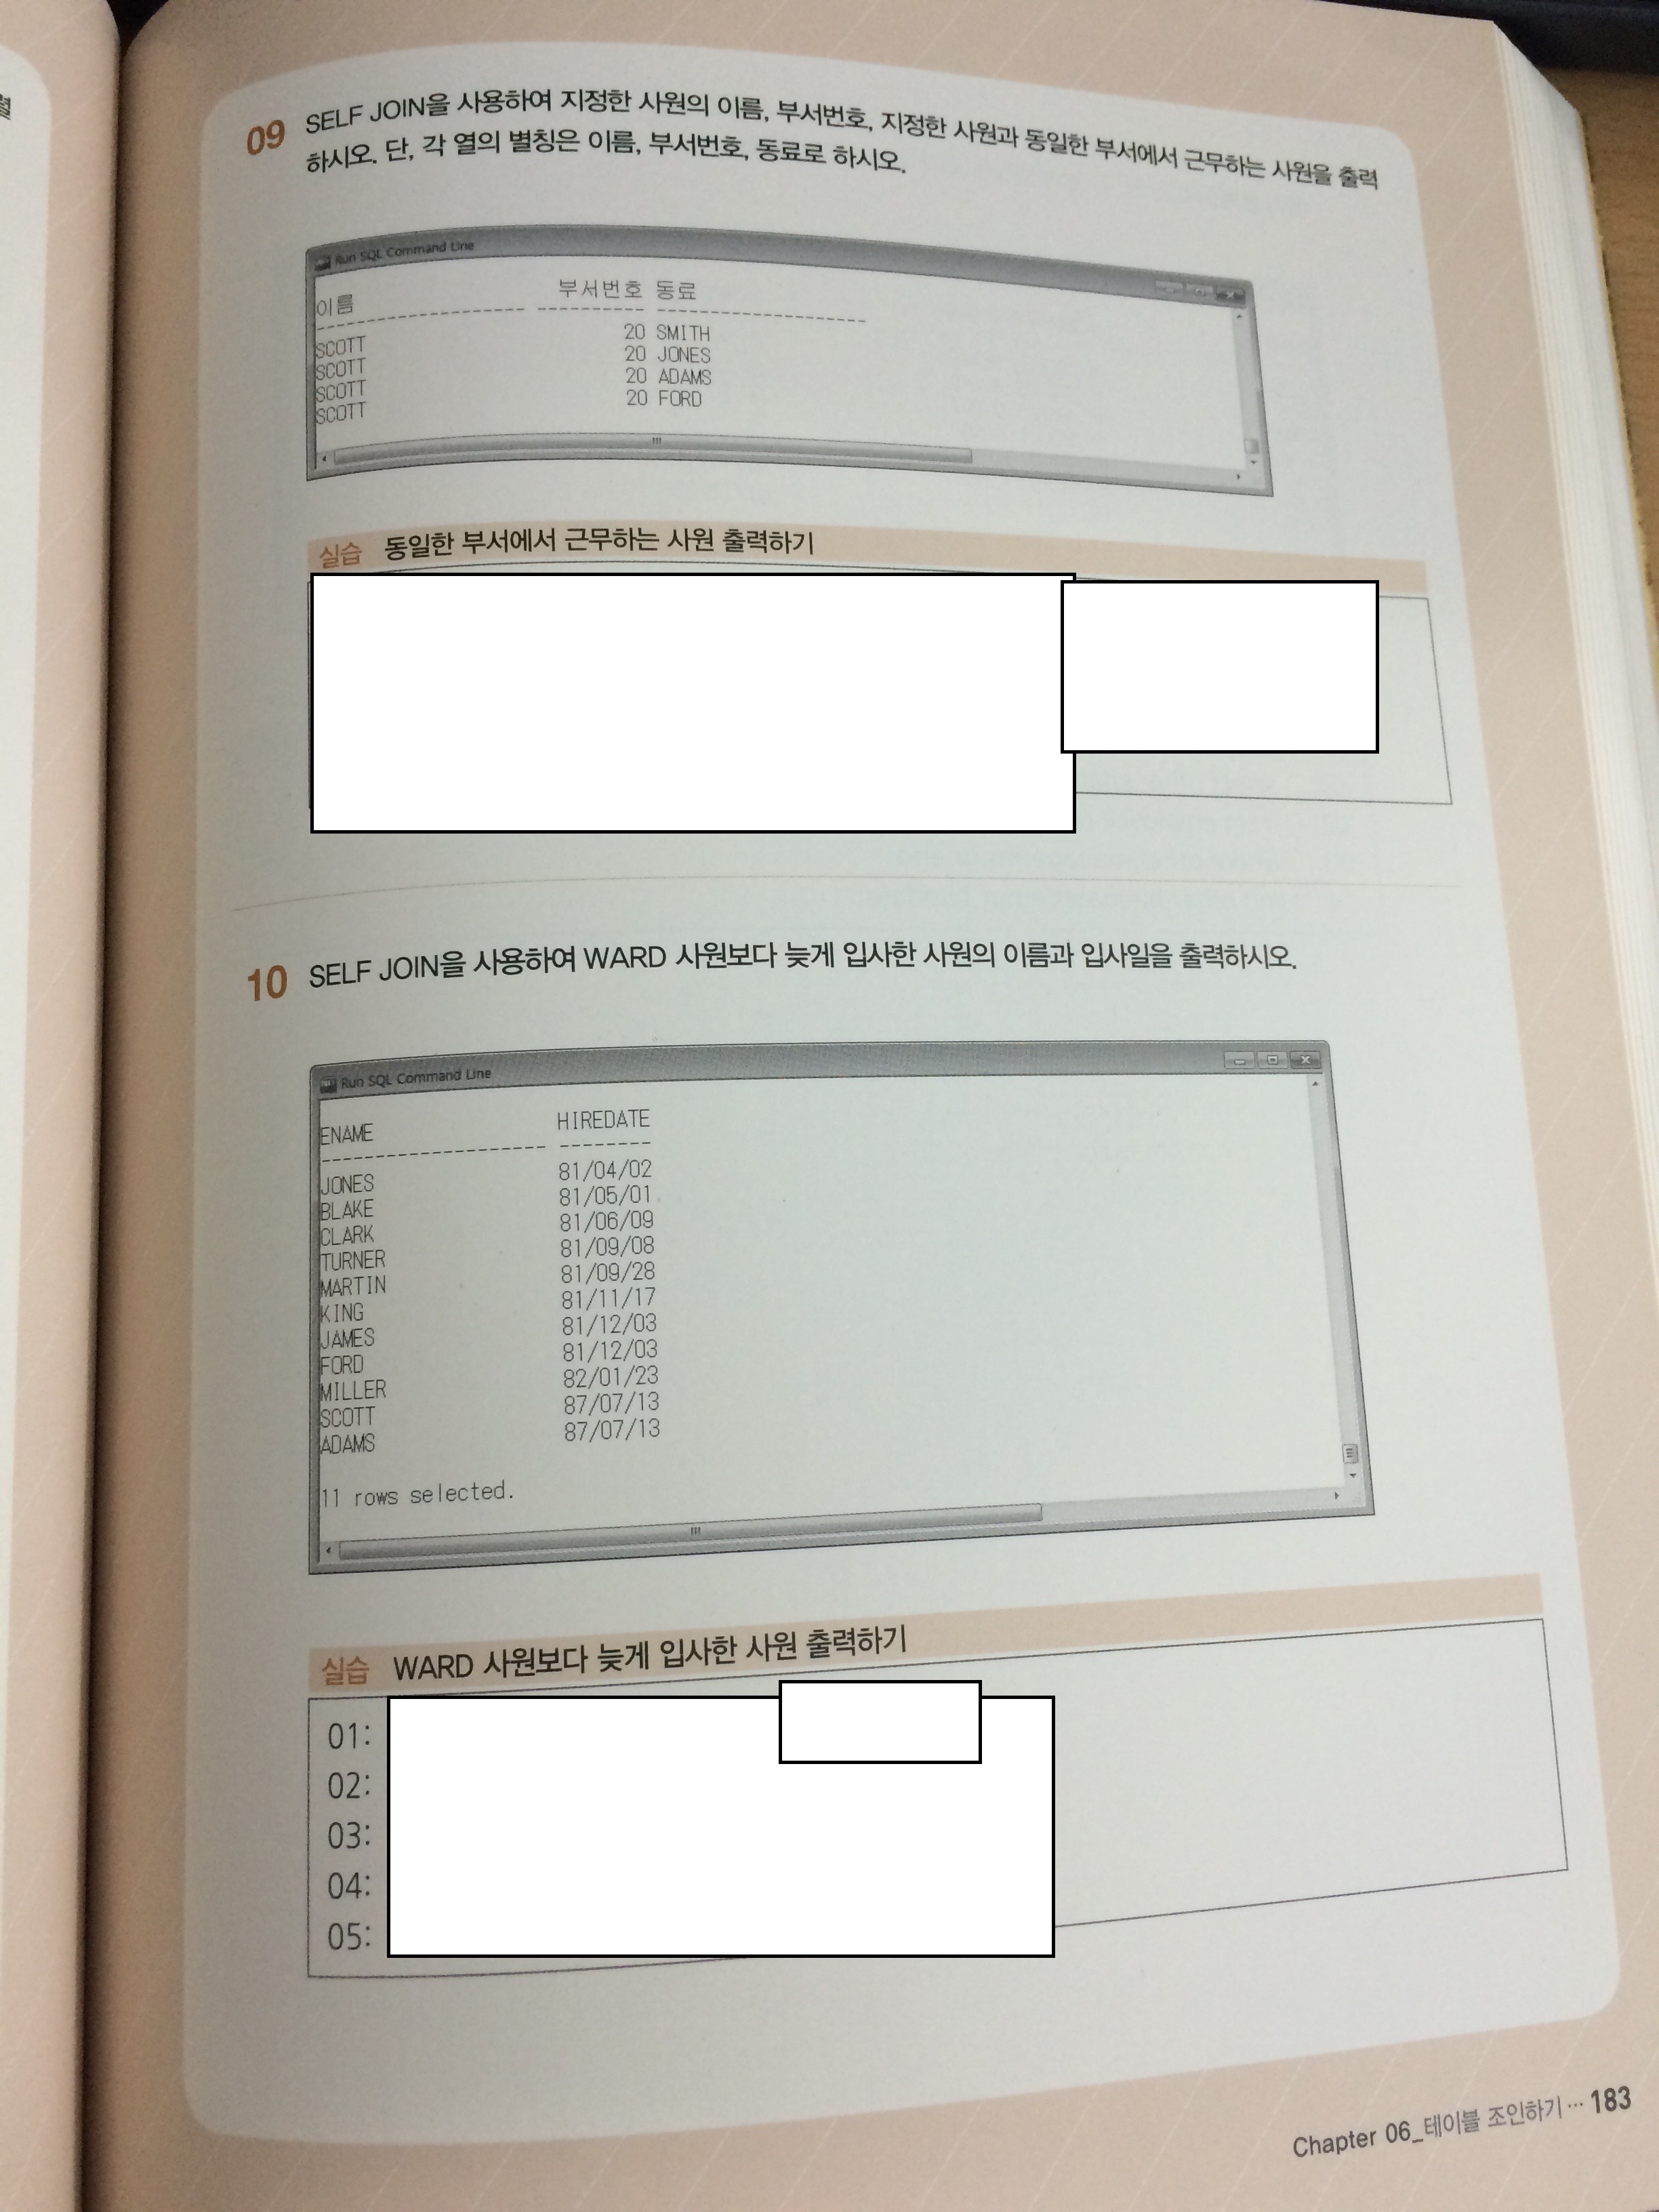 09 SELF JOIN을 사용하여 지정한 사원의 이름, 부서번호, 지정한 사원과 동일한 부서에서 근무하는 사원을 출력
하시오. 단, 각 열의 별칭은 이름, 부서번호, 동료로 하시오.
Run SQL Command Line
이름 부서번호 동료
-------------------- ---------- --------------------
SCOTT 20 SMITH
SCOTT 20 JONES
SCOTT 20 ADAMS
SCOTT 20 FORD
실습 동일한 부서에서 근무하는 사원 출력하기
10 SELF JOIN을 사용하여 WARD 사원보다 늦게 입사한 사원의 이름과 입사일을 출력하시오.
Run SQL Command Line
ENAME HIREDATE
-------------------- --------
JONES 81/04/02
BLAKE 81/05/01
CLARK 81/06/09
TURNER 81/09/08
MARTIN 81/09/28
KING 81/11/17
JAMES 81/12/03
FORD 81/12/03
MILLER 82/01/23
SCOTT 87/07/13
ADAMS 87/07/13
11 rows selected.
실습 WARD 사원보다 늦게 입사한 사원 출력하기
01:
02:
03:
04:
05:
Chapter 06_테이블 조인하기 ··· 183